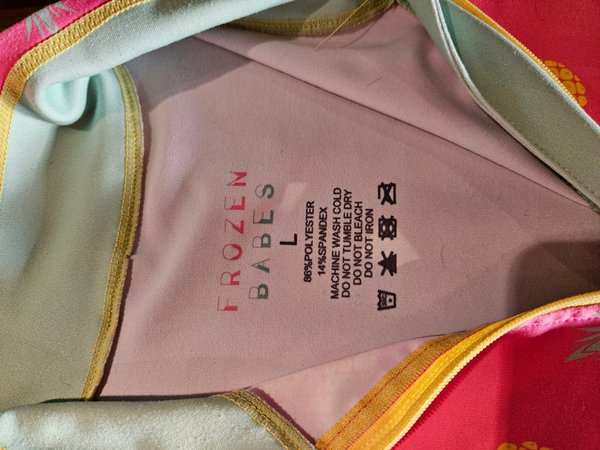 FROZEN
BABES
L
86%POLYESTER
14%SPANDEX
MACHINE WASH COLD
DO NOT TUMBLE DRY
DO NOT BLEACH
DO NOT IRON